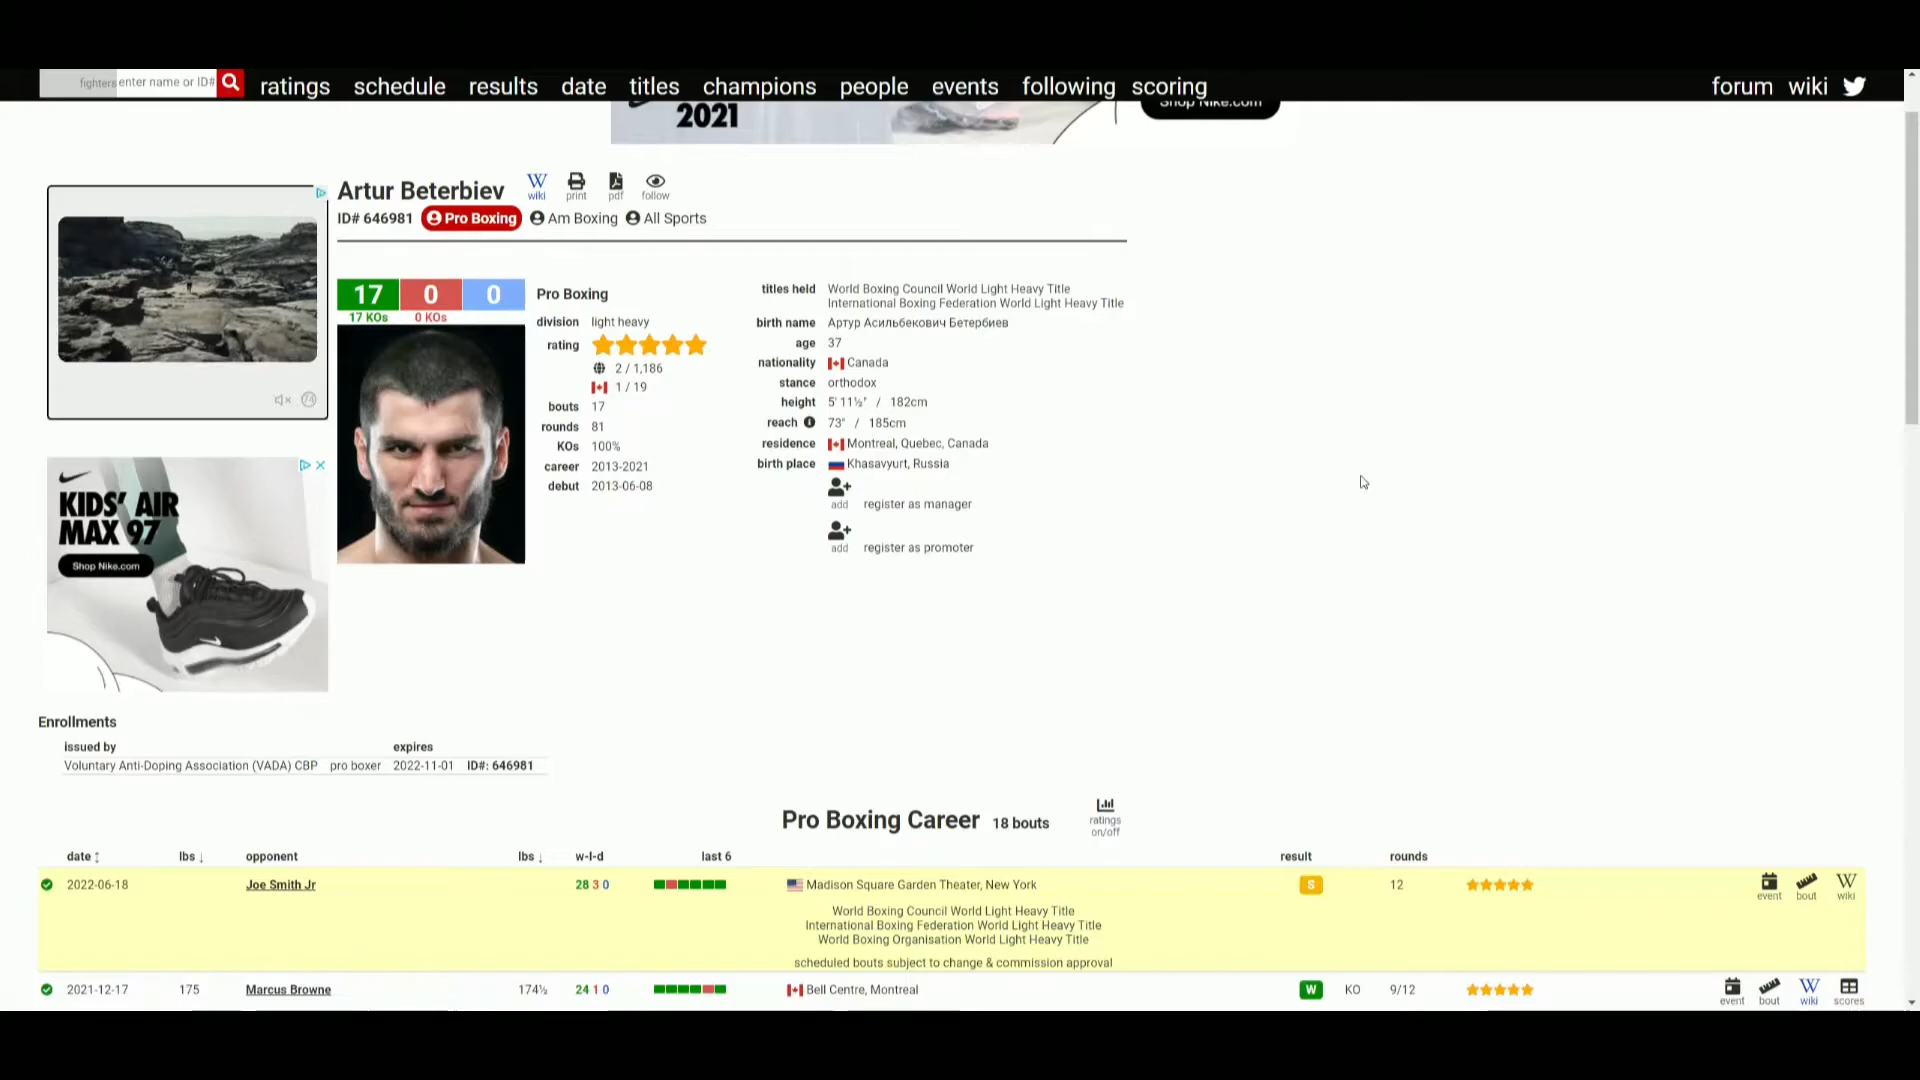 fighters enter name or ID# ratings schedule results date titles champions people events following scoring forum wiki
2021
Shop Nike.com
Artur Beterbiev
W
wiki print pdf follow
ID# 646981 Pro Boxing Am Boxing All Sports
17 0 0
17 KOs 0 KOs
Pro Boxing
division light heavy
rating
2 / 1,186
1 / 19
bouts 17
rounds 81
KOs 100%
career 2013-2021
debut 2013-06-08
titles held World Boxing Council World Light Heavy Title
International Boxing Federation World Light Heavy Title
birth name Артур Асильбекович Бетербиев
age 37
nationality Canada
stance orthodox
height 5' 11½" / 182cm
reach 73" / 185cm
residence Montreal, Quebec, Canada
birth place Khasavyurt, Russia
add register as manager
add register as promoter
KIDS' AIR
MAX 97
Shop Nike.com
Enrollments
issued by expires
Voluntary Anti-Doping Association (VADA) CBP pro boxer 2022-11-01 ID#: 646981
Pro Boxing Career 18 bouts
ratings
on/off
date lbs opponent lbs w-l-d last 6 result rounds
2022-06-18 Joe Smith Jr 28 3 0 Madison Square Garden Theater, New York S 12
event bout W wiki
World Boxing Council World Light Heavy Title
International Boxing Federation World Light Heavy Title
World Boxing Organisation World Light Heavy Title
scheduled bouts subject to change & commission approval
2021-12-17 175 Marcus Browne 174½ 24 1 0 Bell Centre, Montreal W KO 9/12
event bout W wiki scores